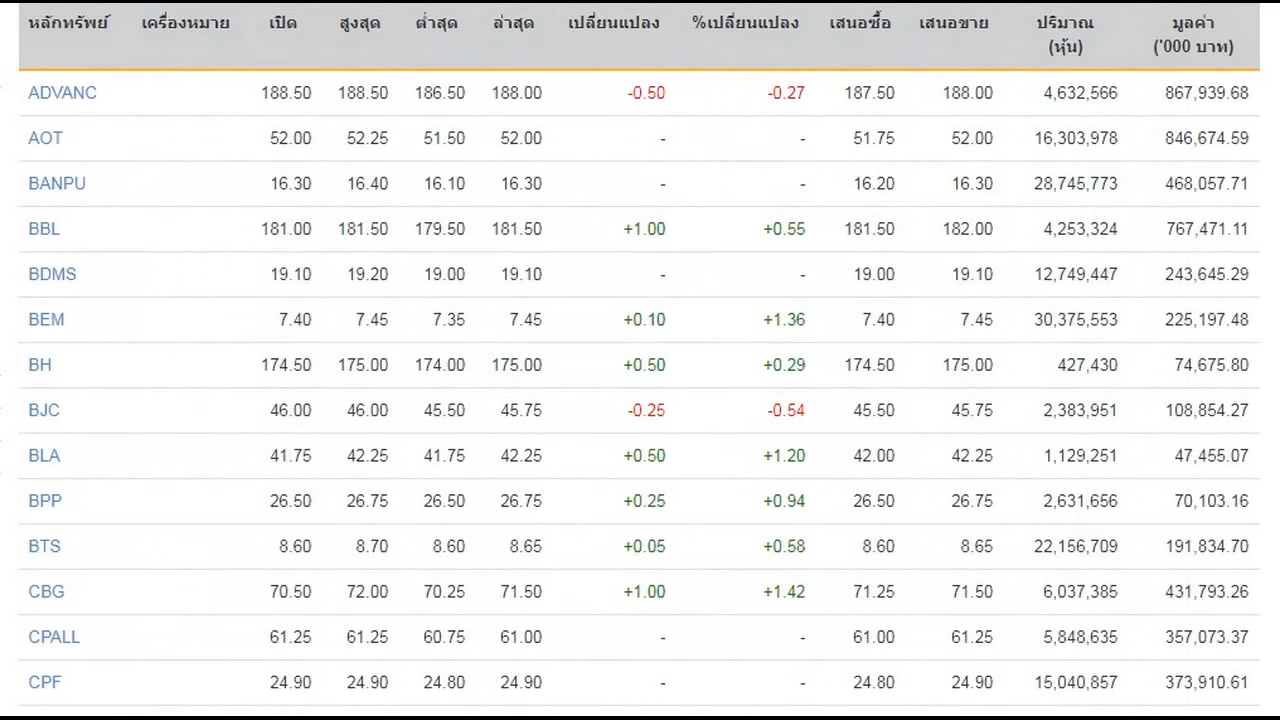 หลักทรัพย์ เครื่องหมาย เปิด สูงสุด ต่ำสุด ล่าสุด เปลี่ยนแปลง %เปลี่ยนแปลง เสนอซื้อ เสนอขาย ปริมาณ (หุ้น) มูลค่า ('000 บาท)
ADVANC 188.50 188.50 186.50 188.00 -0.50 -0.27 187.50 188.00 4,632,566 867,939.68
AOT 52.00 52.25 51.50 52.00 - - 51.75 52.00 16,303,978 846,674.59
BANPU 16.30 16.40 16.10 16.30 - - 16.20 16.30 28,745,773 468,057.71
BBL 181.00 181.50 179.50 181.50 +1.00 +0.55 181.50 182.00 4,253,324 767,471.11
BDMS 19.10 19.20 19.00 19.10 - - 19.00 19.10 12,749,447 243,645.29
BEM 7.40 7.45 7.35 7.45 +0.10 +1.36 7.40 7.45 30,375,553 225,197.48
BH 174.50 175.00 174.00 175.00 +0.50 +0.29 174.50 175.00 427,430 74,675.80
BJC 46.00 46.00 45.50 45.75 -0.25 -0.54 45.50 45.75 2,383,951 108,854.27
BLA 41.75 42.25 41.75 42.25 +0.50 +1.20 42.00 42.25 1,129,251 47,455.07
BPP 26.50 26.75 26.50 26.75 +0.25 +0.94 26.50 26.75 2,631,656 70,103.16
BTS 8.60 8.70 8.60 8.65 +0.05 +0.58 8.60 8.65 22,156,709 191,834.70
CBG 70.50 72.00 70.25 71.50 +1.00 +1.42 71.25 71.50 6,037,385 431,793.26
CPALL 61.25 61.25 60.75 61.00 - - 61.00 61.25 5,848,635 357,073.37
CPF 24.90 24.90 24.80 24.90 - - 24.80 24.90 15,040,857 373,910.61